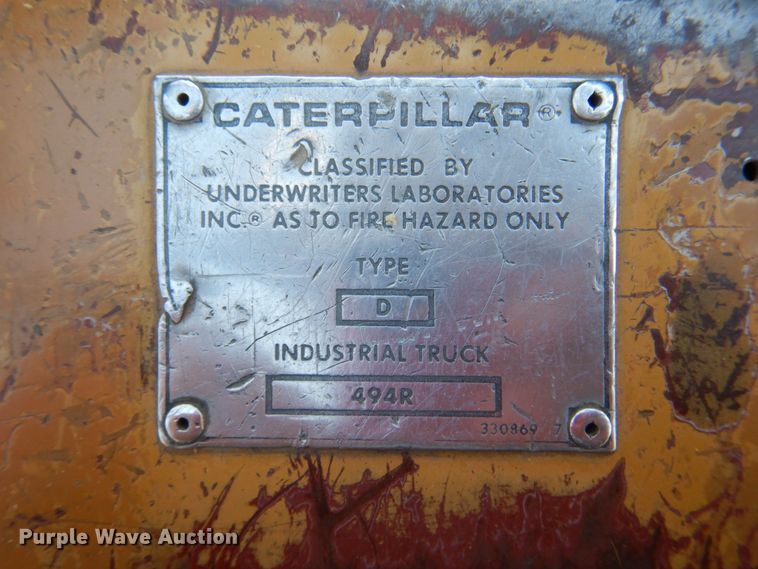 CATERPILLAR®
CLASSIFIED BY
UNDERWRITERS LABORATORIES
INC.® AS TO FIRE HAZARD ONLY
TYPE
D
INDUSTRIAL TRUCK
494R
330869 7
Purple Wave Auction®